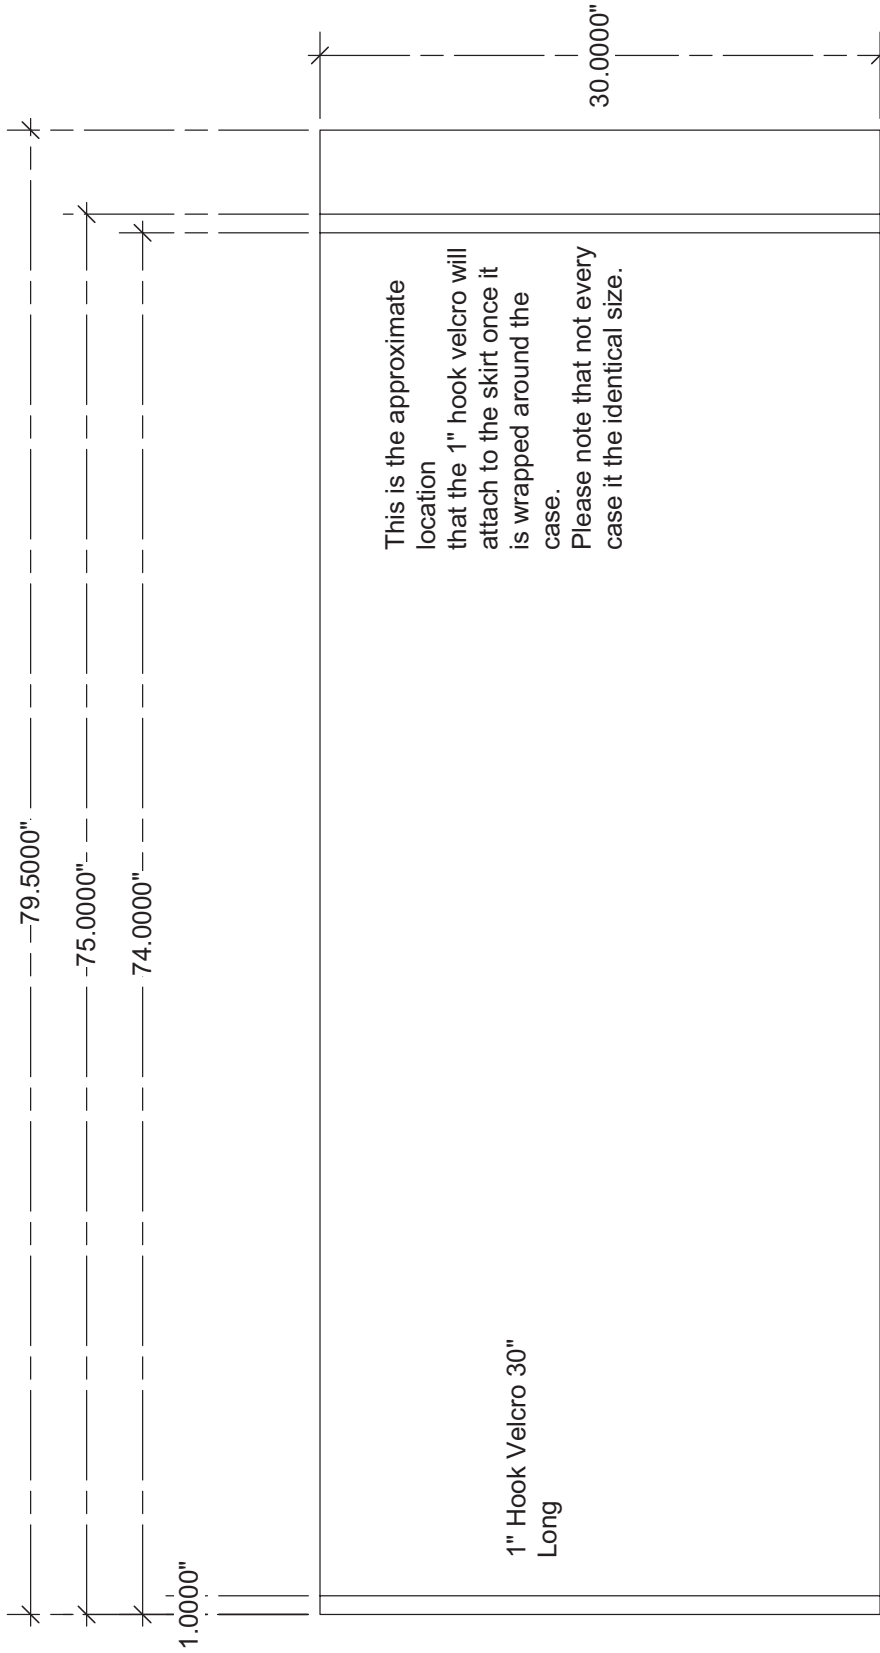 79.5000"
75.0000"
74.0000"
1.0000"
30.0000"
1" Hook Velcro 30"
Long
This is the approximate
location
that the 1" hook velcro will
attach to the skirt once it
is wrapped around the
case.
Please note that not every
case it the identical size.